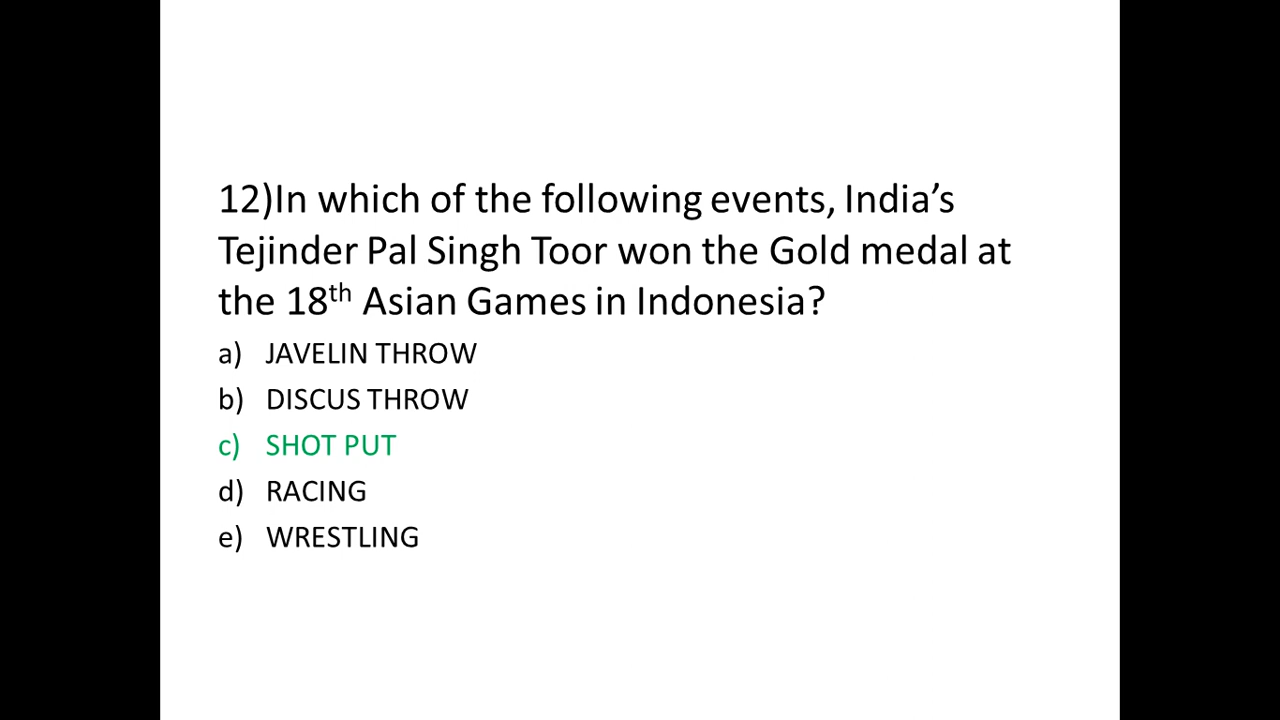 12)In which of the following events, India’s
Tejinder Pal Singh Toor won the Gold medal at
the 18th Asian Games in Indonesia?
a) JAVELIN THROW
b) DISCUS THROW
c) SHOT PUT
d) RACING
e) WRESTLING